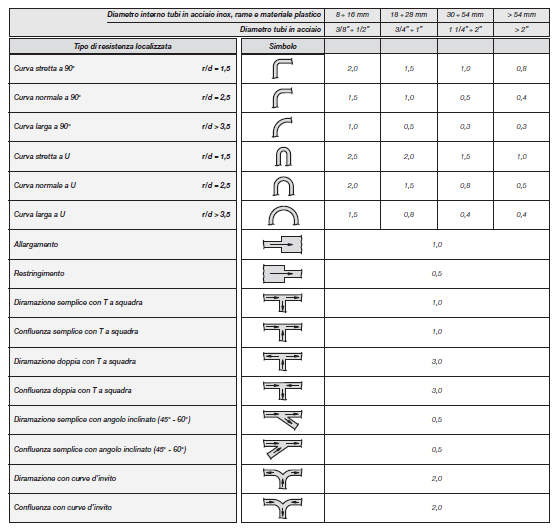 Diametro interno tubi in acciaio inox, rame e materiale plastico 8 ÷ 16 mm 18 ÷ 28 mm 30 ÷ 54 mm > 54 mm
Diametro tubi in acciaio 3/8" ÷ 1/2" 3/4" ÷ 1" 1 1/4" ÷ 2" > 2"
Tipo di resistenza localizzata Simbolo
Curva stretta a 90° r/d = 1,5 2,0 1,5 1,0 0,8
Curva normale a 90° r/d = 2,5 1,5 1,0 0,5 0,4
Curva larga a 90° r/d > 3,5 1,0 0,5 0,3 0,3
Curva stretta a U r/d = 1,5 2,5 2,0 1,5 1,0
Curva normale a U r/d = 2,5 2,0 1,5 0,8 0,5
Curva larga a U r/d > 3,5 1,5 0,8 0,4 0,4
Allargamento 1,0
Restringimento 0,5
Diramazione semplice con T a squadra 1,0
Confluenza semplice con T a squadra 1,0
Diramazione doppia con T a squadra 3,0
Confluenza doppia con T a squadra 3,0
Diramazione semplice con angolo inclinato (45° - 60°) 0,5
Confluenza semplice con angolo inclinato (45° - 60°) 0,5
Diramazione con curve d'invito 2,0
Confluenza con curve d'invito 2,0